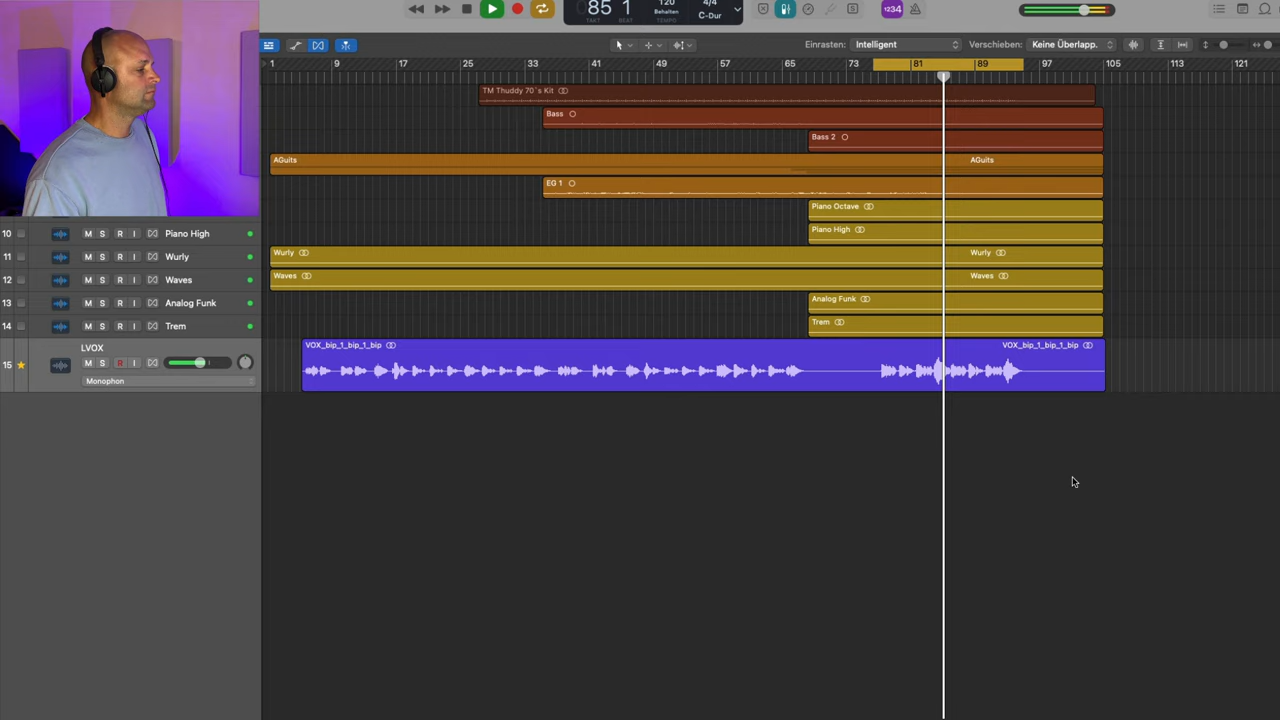 85 1
120
4/4
TAKT
BEAT
Behalten
TEMPO
C-Dur
1234
S
Einrasten: Intelligent
Verschieben: Keine Überlapp.
1 9 17 25 33 41 49 57 65 73 81 89 97 105 113 121
TM Thuddy 70´s Kit
Bass
Bass 2
AGuits AGuits
EG 1
Piano Octave
10 M S R I Piano High
Piano High
11 M S R I Wurly
Wurly Wurly
12 M S R I Waves
Waves Waves
13 M S R I Analog Funk
Analog Funk
14 M S R I Trem
Trem
LVOX
15 M S R I
Monophon
VOX_bip_1_bip_1_bip VOX_bip_1_bip_1_bip